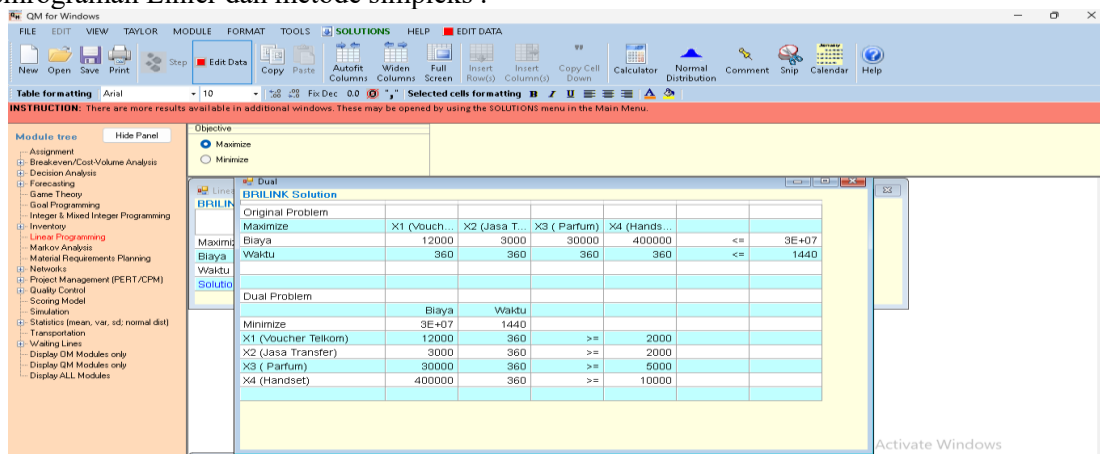 QM for Windows
FILE EDIT VIEW TAYLOR MODULE FORMAT TOOLS SOLUTIONS HELP EDIT DATA
New Open Save Print Step Edit Data Copy Paste Autofit Columns Widen Columns Full Screen Insert Row(s) Insert Column(s) Copy Cell Down Calculator Normal Distribution Comment Snip Calendar Help
Table formatting Arial 10 Fix Dec 0.0 "," Selected cells formatting B I U A
INSTRUCTION: There are more results available in additional windows. These may be opened by using the SOLUTIONS menu in the Main Menu.
Module tree Hide Panel
Assignment
Breakeven/Cost-Volume Analysis
Decision Analysis
Forecasting
Game Theory
Goal Programming
Integer & Mixed Integer Programming
Inventory
Linear Programming
Markov Analysis
Material Requirements Planning
Networks
Project Management (PERT/CPM)
Quality Control
Scoring Model
Simulation
Statistics (mean, var, sd; normal dist)
Transportation
Waiting Lines
Display OM Modules only
Display QM Modules only
Display ALL Modules
Objective
Maximize
Minimize
Linea
BRILIN
Maximiz
Biaya
Waktu
Solutio
Dual
BRILINK Solution
Original Problem
Maximize X1 (Vouch... X2 (Jasa T... X3 ( Parfum) X4 (Hands...
Biaya 12000 3000 30000 400000 <= 3E+07
Waktu 360 360 360 360 <= 1440
Dual Problem
Biaya Waktu
Minimize 3E+07 1440
X1 (Voucher Telkom) 12000 360 >= 2000
X2 (Jasa Transfer) 3000 360 >= 2000
X3 ( Parfum) 30000 360 >= 5000
X4 (Handset) 400000 360 >= 10000
Activate Windows